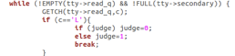 while (!EMPTY(tty->read_q) && !FULL(tty->secondary)) {
GETCH(tty->read_q,c);
if (c=='L'){
if (judge) judge=0;
else judge=1;
break;
}